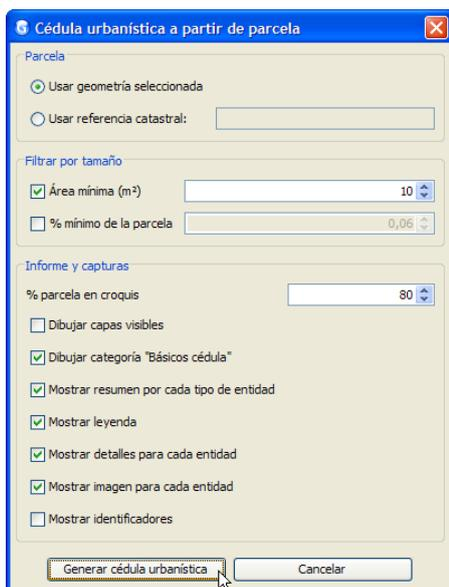 Cédula urbanística a partir de parcela
Parcela
Usar geometría seleccionada
Usar referencia catastral:
Filtrar por tamaño
Área mínima (m²) 10
% mínimo de la parcela 0,06
Informe y capturas
% parcela en croquis 80
Dibujar capas visibles
Dibujar categoría "Básicos cédula"
Mostrar resumen por cada tipo de entidad
Mostrar leyenda
Mostrar detalles para cada entidad
Mostrar imagen para cada entidad
Mostrar identificadores
Generar cédula urbanística Cancelar